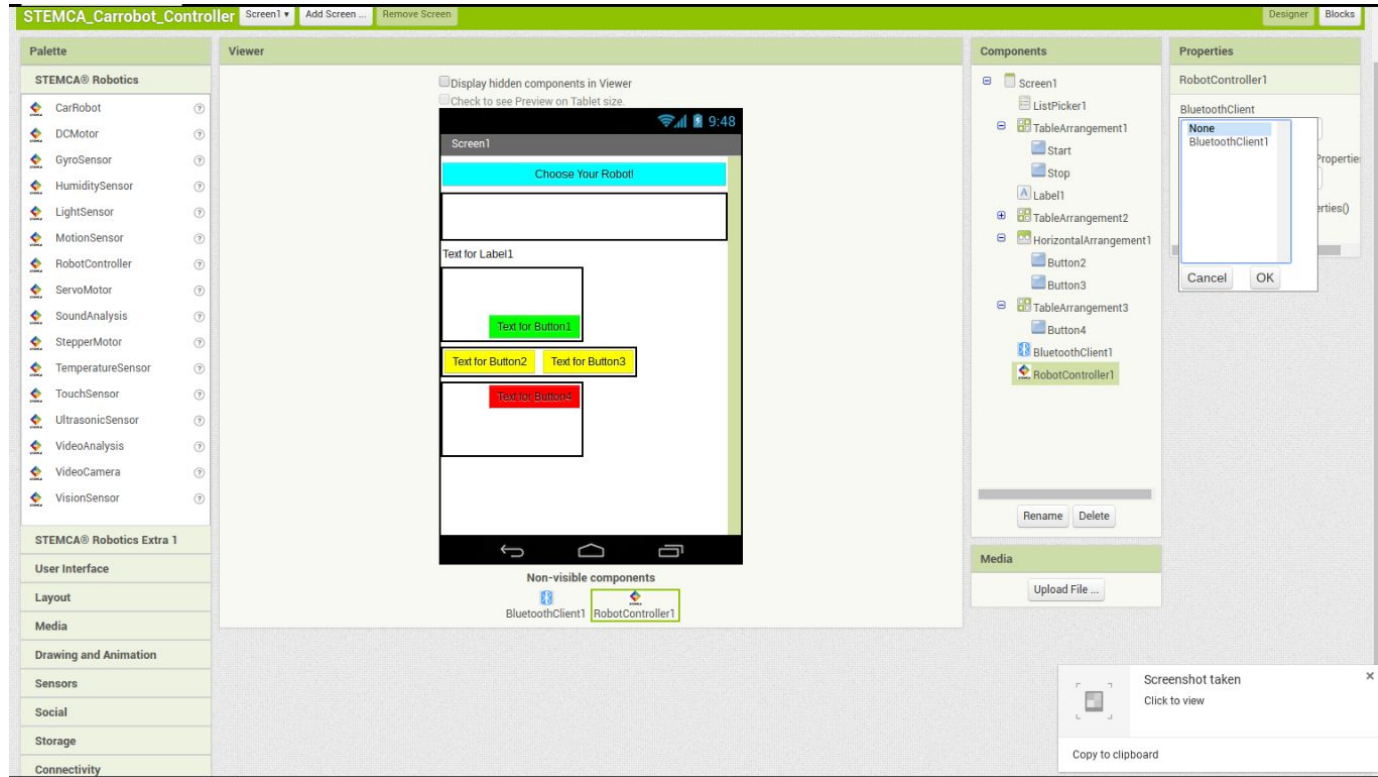 STEMCA_Carrobot_Controller Screen1 ▾ Add Screen ... Remove Screen Designer Blocks
Palette
STEMCA® Robotics
CarRobot ?
DCMotor ?
GyroSensor ?
HumiditySensor ?
LightSensor ?
MotionSensor ?
RobotController ?
ServoMotor ?
SoundAnalysis ?
StepperMotor ?
TemperatureSensor ?
TouchSensor ?
UltrasonicSensor ?
VideoAnalysis ?
VideoCamera ?
VisionSensor ?
STEMCA® Robotics Extra 1
User Interface
Layout
Media
Drawing and Animation
Sensors
Social
Storage
Connectivity
Viewer
Display hidden components in Viewer
Check to see Preview on Tablet size.
9:48
Screen1
Choose Your Robot!
Text for Label1
Text for Button1
Text for Button2 Text for Button3
Text for Button4
Non-visible components
BluetoothClient1 RobotController1
Components
Screen1
ListPicker1
TableArrangement1
Start
Stop
A Label1
TableArrangement2
HorizontalArrangement1
Button2
Button3
TableArrangement3
Button4
BluetoothClient1
RobotController1
Rename Delete
Media
Upload File ...
Properties
RobotController1
BluetoothClient
None
BluetoothClient1
Propertie
erties()
Cancel OK
Screenshot taken ×
Click to view
Copy to clipboard